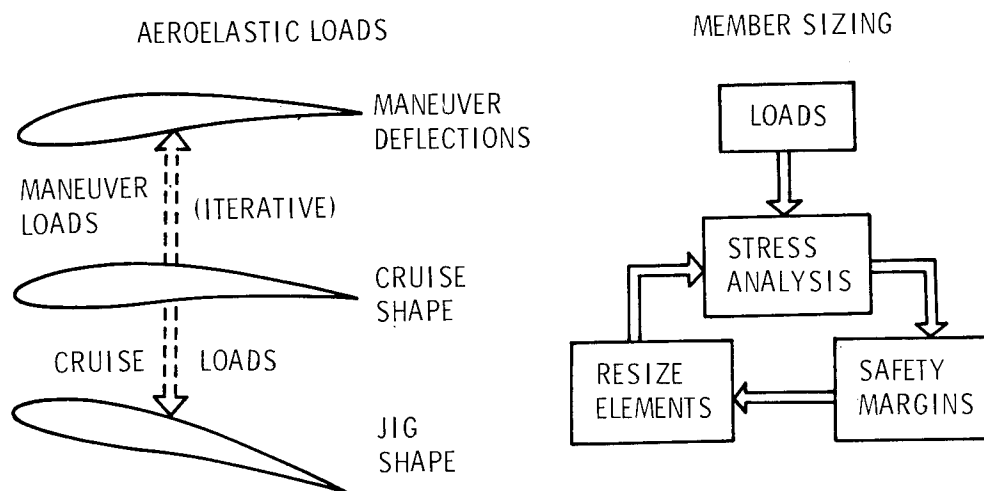 AEROELASTIC LOADS
MANEUVER
DEFLECTIONS
MANEUVER
LOADS
(ITERATIVE)
CRUISE
SHAPE
CRUISE LOADS
JIG
SHAPE
MEMBER SIZING
LOADS
STRESS
ANALYSIS
RESIZE
ELEMENTS
SAFETY
MARGINS